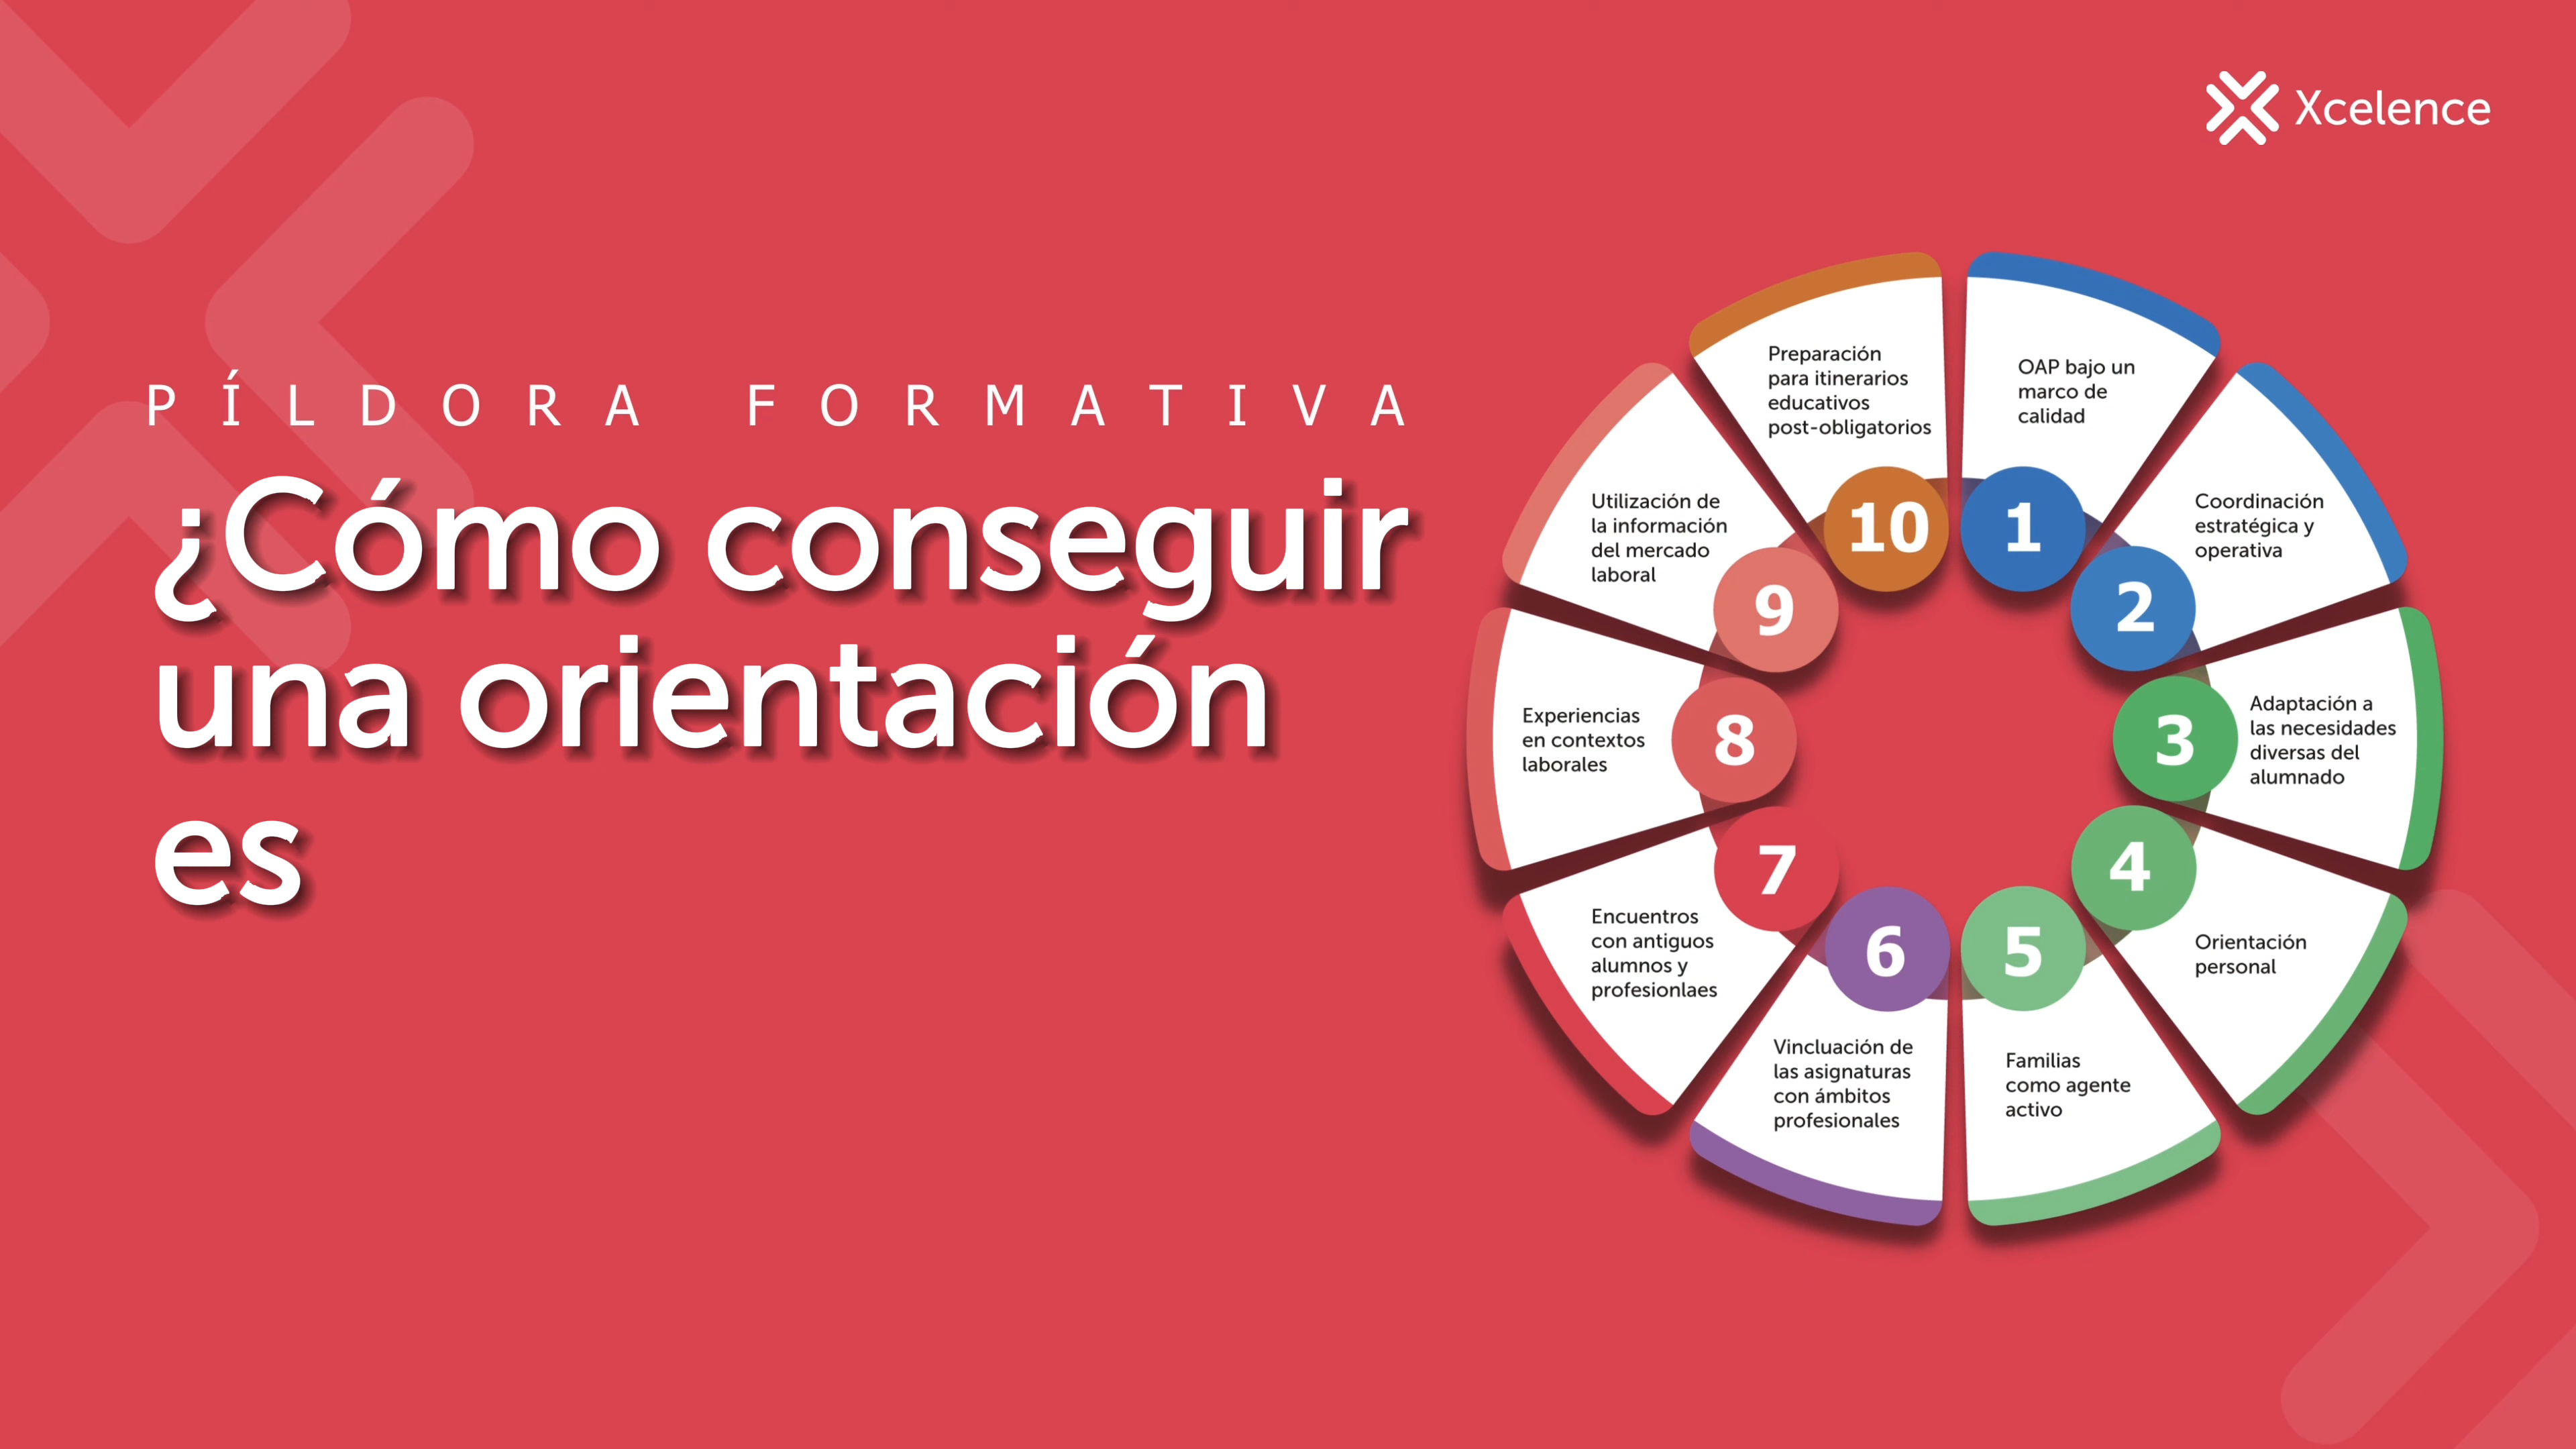 Xcelence
PÍLDORA FORMATIVA
¿Cómo conseguir
una orientación
es
OAP bajo un
marco de
calidad
1
Coordinación
estratégica y
operativa
2
Adaptación a
las necesidades
diversas del
alumnado
3
Orientación
personal
4
Familias
como agente
activo
5
Vincluación de
las asignaturas
con ámbitos
profesionales
6
Encuentros
con antiguos
alumnos y
profesionlaes
7
Experiencias
en contextos
laborales
8
Utilización de
la información
del mercado
laboral
9
Preparación
para itinerarios
educativos
post-obligatorios
10